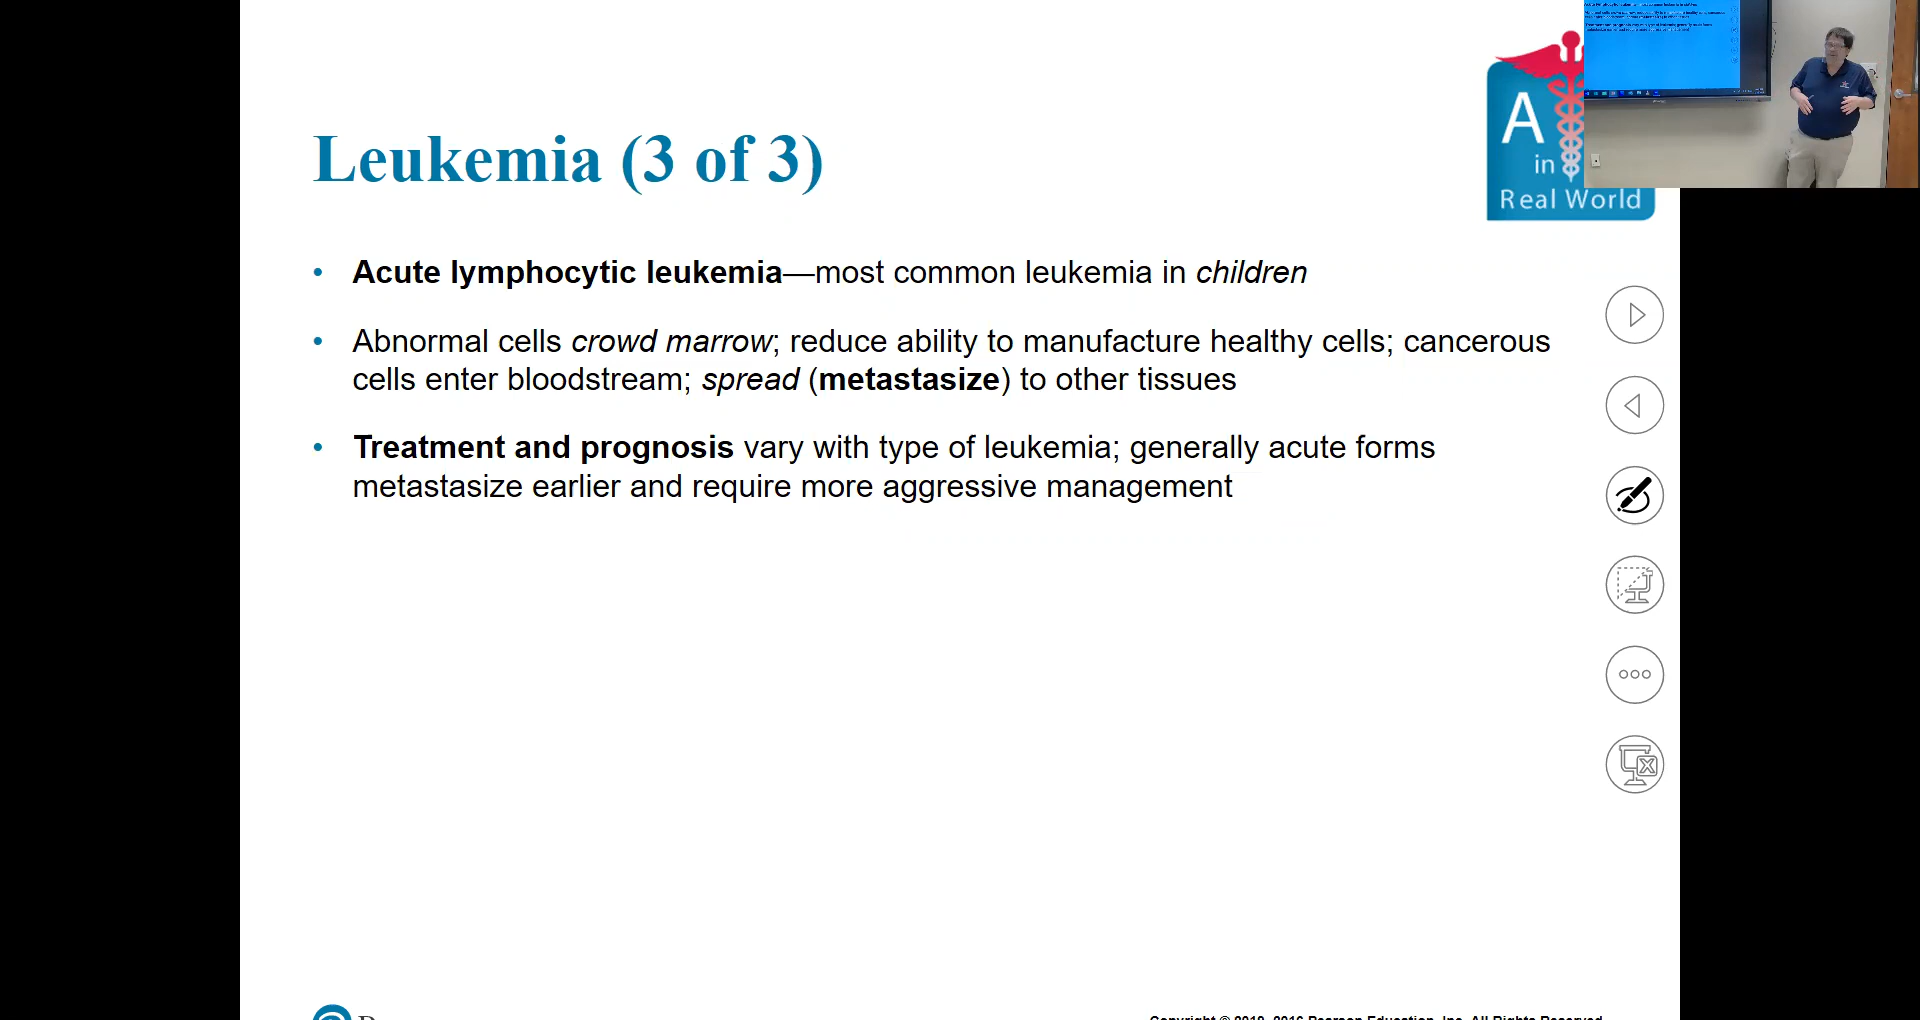 Leukemia (3 of 3)
A
in
Real World
• Acute lymphocytic leukemia—most common leukemia in children
• Abnormal cells crowd marrow; reduce ability to manufacture healthy cells; cancerous
cells enter bloodstream; spread (metastasize) to other tissues
• Treatment and prognosis vary with type of leukemia; generally acute forms
metastasize earlier and require more aggressive management